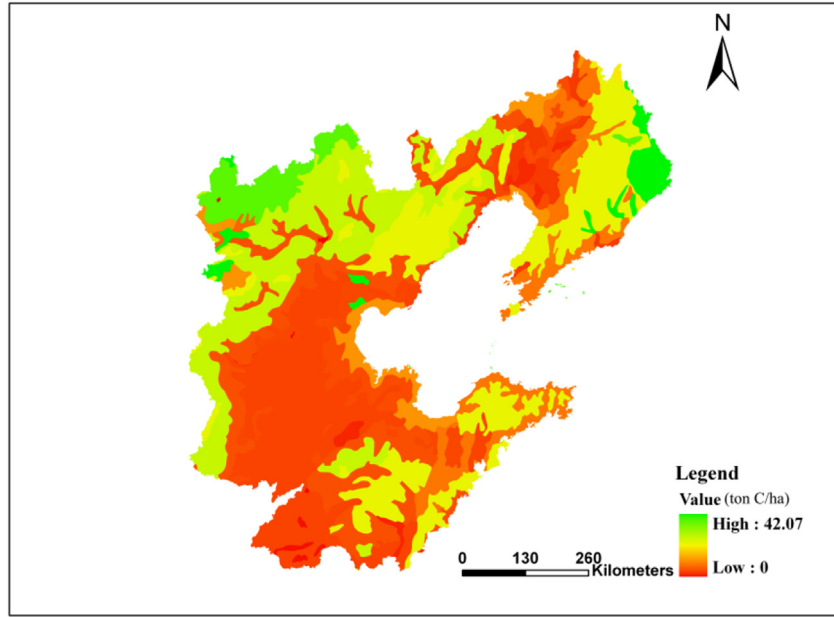 N
Legend
Value (ton C/ha)
High : 42.07
Low : 0
0 130 260
Kilometers